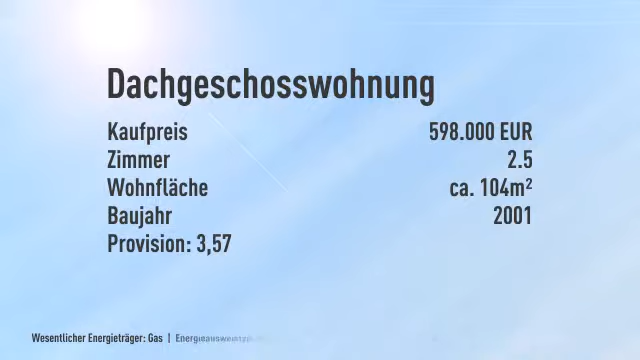 Dachgeschosswohnung
Kaufpreis 598.000 EUR
Zimmer 2.5
Wohnfläche ca. 104m²
Baujahr 2001
Provision: 3,57
Wesentlicher Energieträger: Gas |